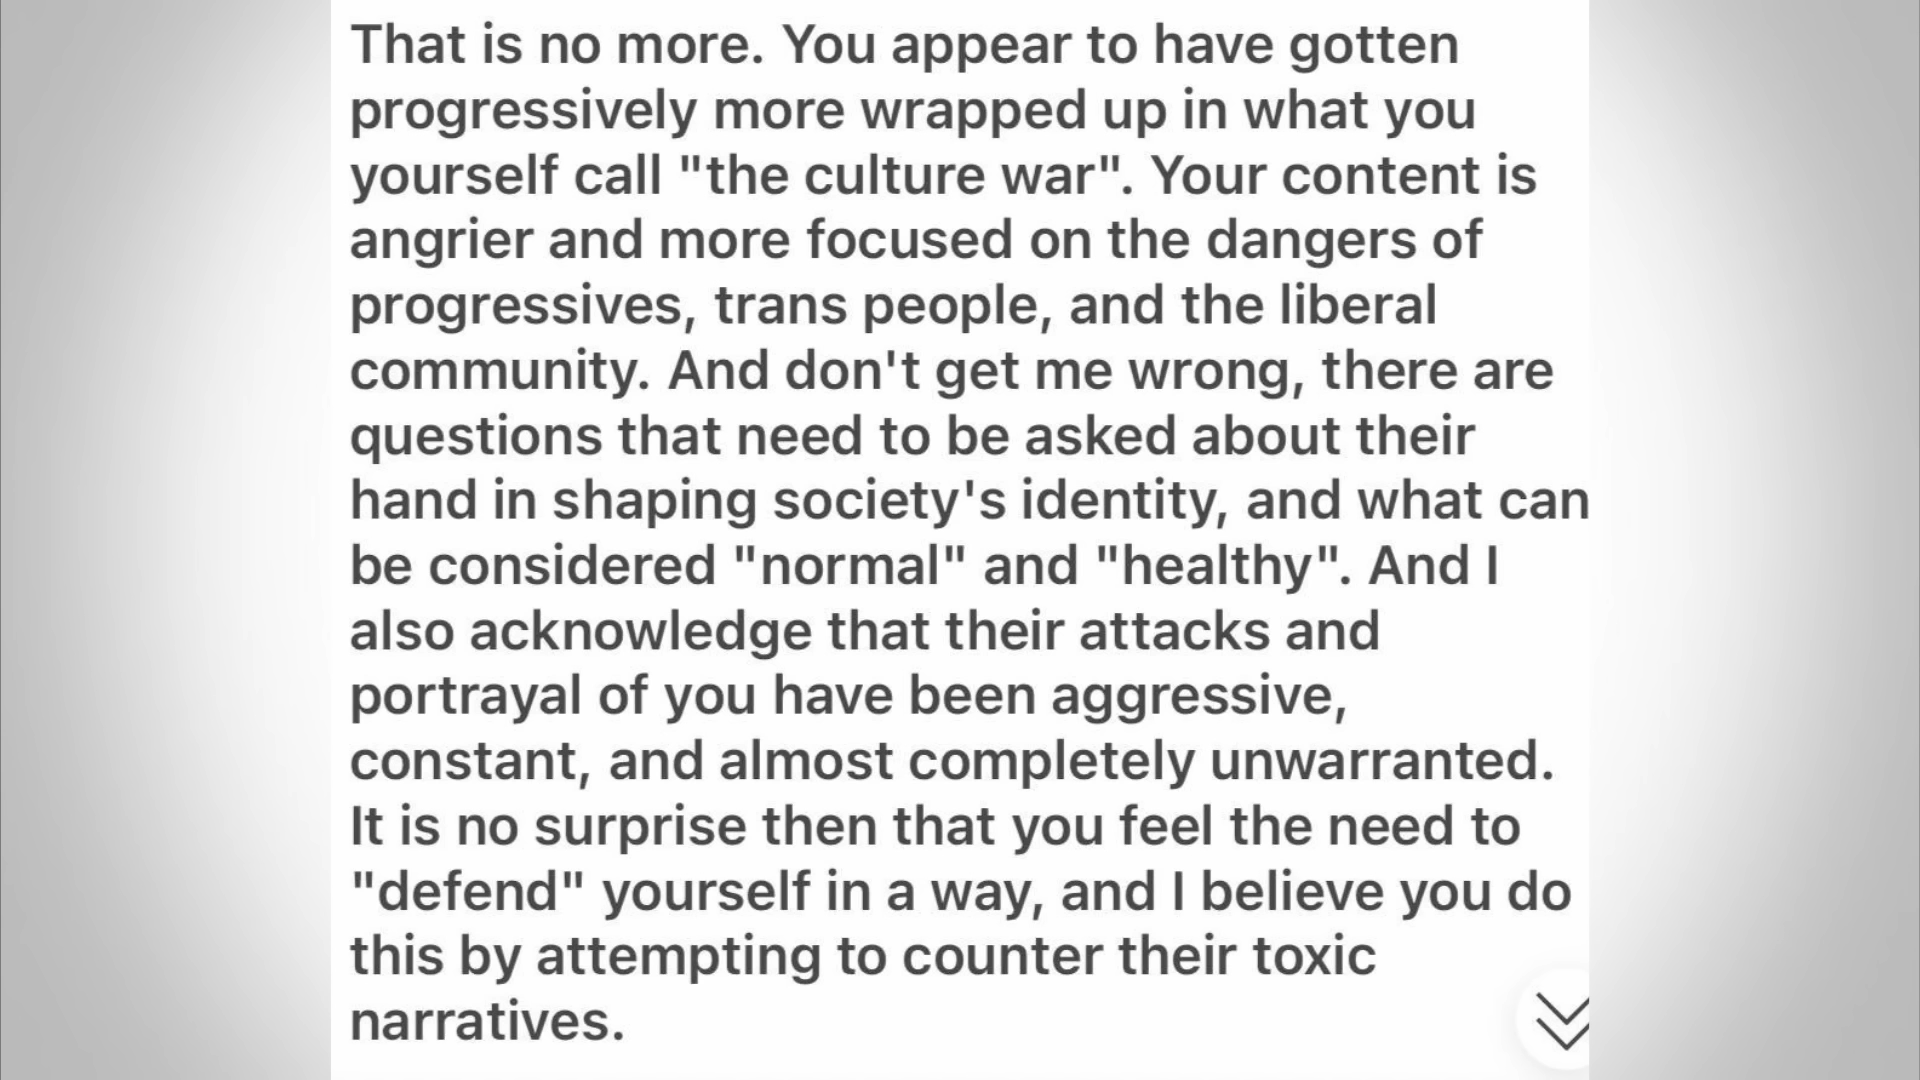 That is no more. You appear to have gotten
progressively more wrapped up in what you
yourself call "the culture war". Your content is
angrier and more focused on the dangers of
progressives, trans people, and the liberal
community. And don't get me wrong, there are
questions that need to be asked about their
hand in shaping society's identity, and what can
be considered "normal" and "healthy". And I
also acknowledge that their attacks and
portrayal of you have been aggressive,
constant, and almost completely unwarranted.
It is no surprise then that you feel the need to
"defend" yourself in a way, and I believe you do
this by attempting to counter their toxic
narratives.